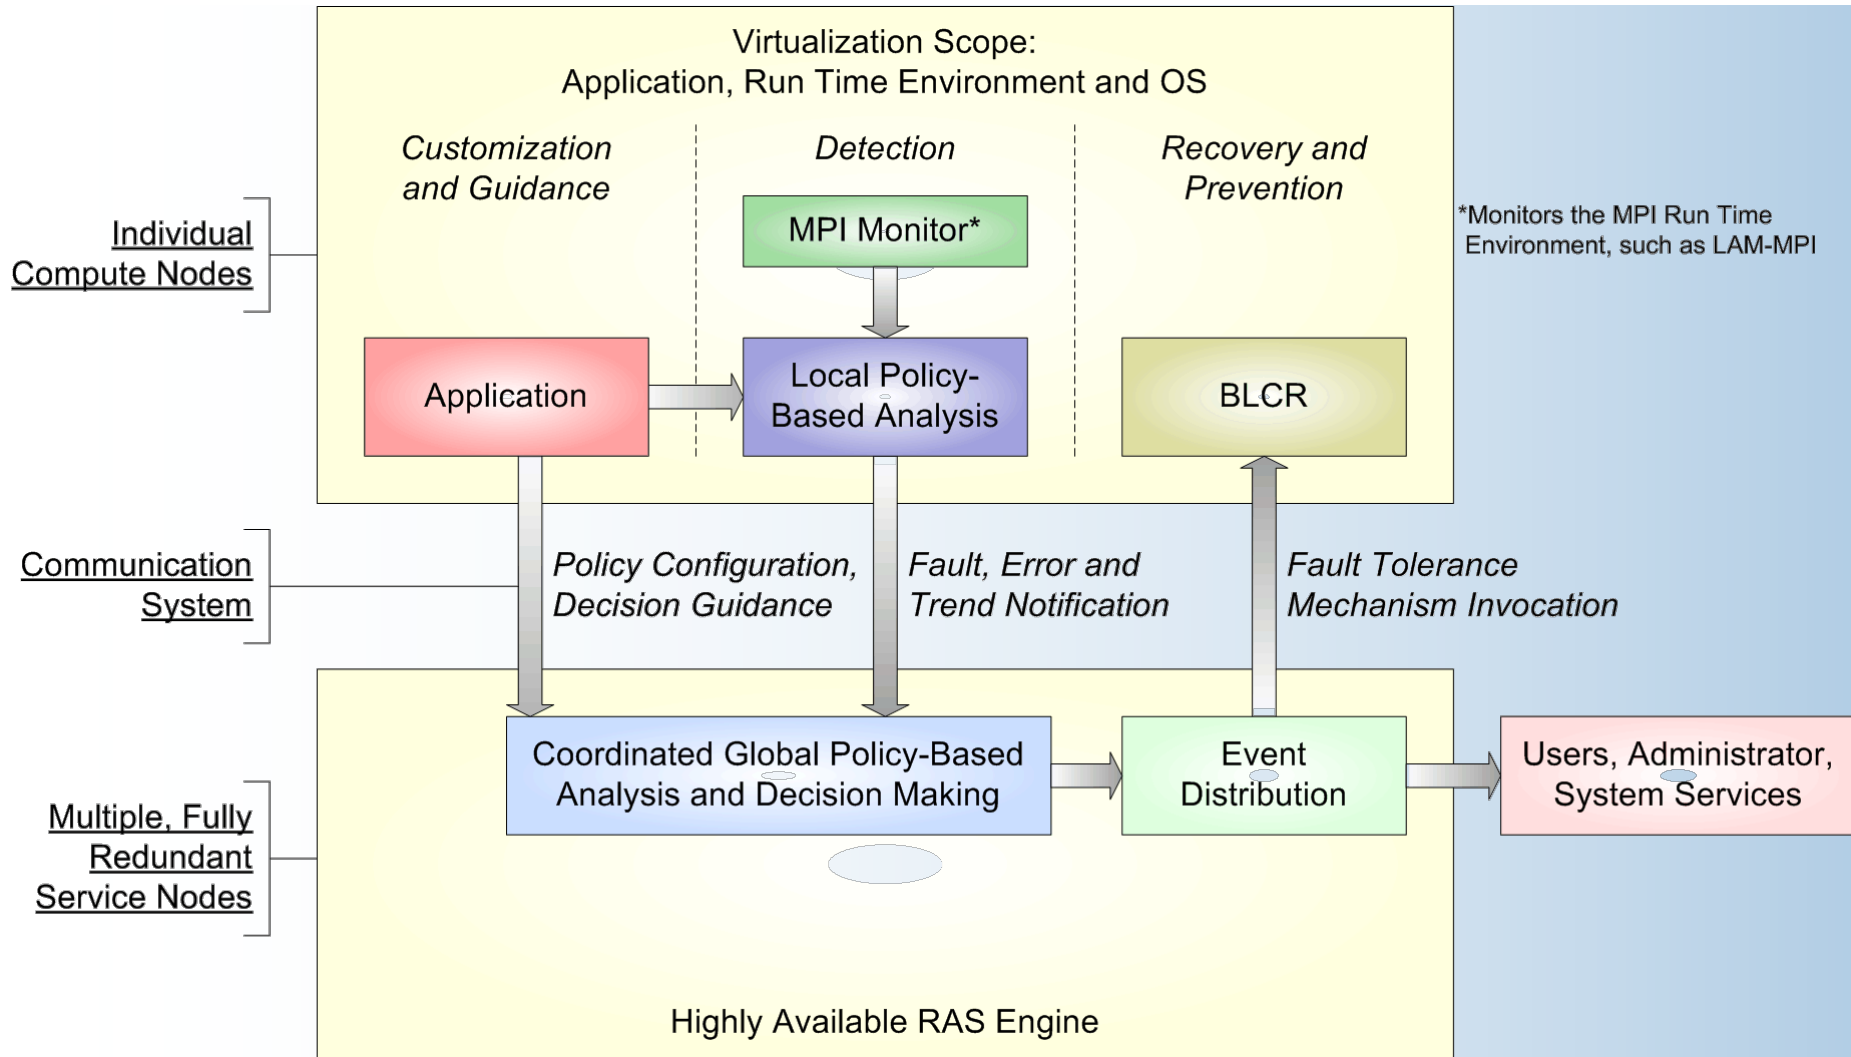 Virtualization Scope:
Application, Run Time Environment and OS
Customization
and Guidance
Detection
Recovery and
Prevention
Individual
Compute Nodes
MPI Monitor*
*Monitors the MPI Run Time
Environment, such as LAM-MPI
Application
Local Policy-
Based Analysis
BLCR
Communication
System
Policy Configuration,
Decision Guidance
Fault, Error and
Trend Notification
Fault Tolerance
Mechanism Invocation
Multiple, Fully
Redundant
Service Nodes
Coordinated Global Policy-Based
Analysis and Decision Making
Event
Distribution
Users, Administrator,
System Services
Highly Available RAS Engine